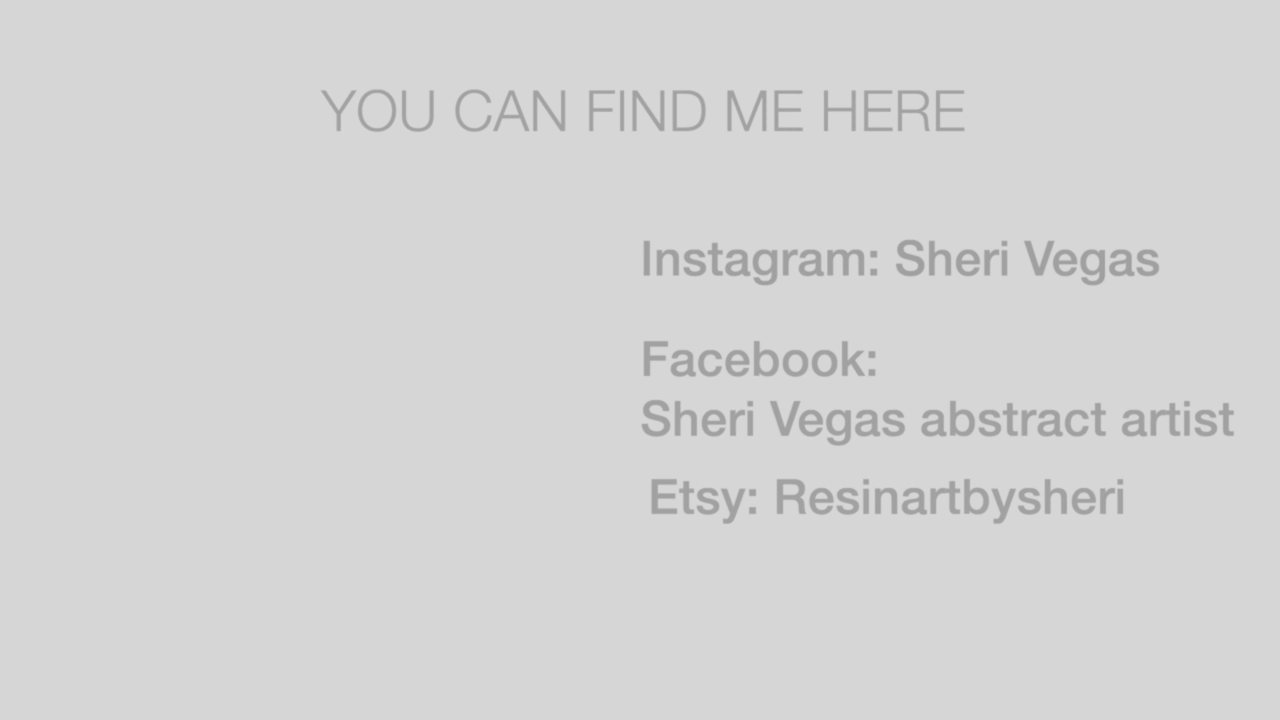 YOU CAN FIND ME HERE
Instagram: Sheri Vegas
Facebook:
Sheri Vegas abstract artist
Etsy: Resinartbysheri